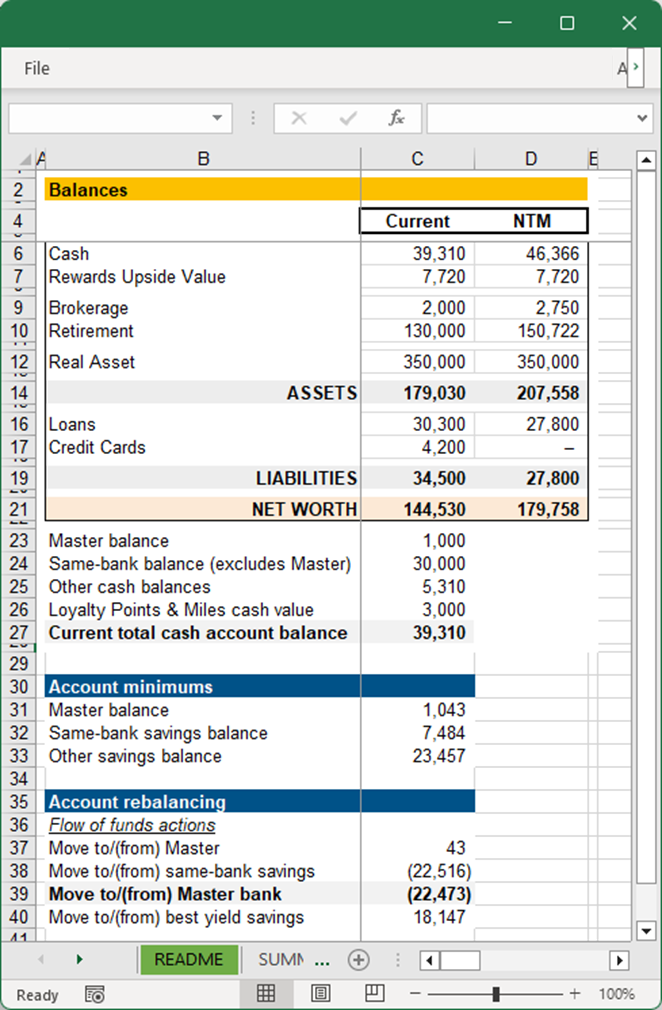 File A
fx
A B C D E
2 Balances
4 Current NTM
6 Cash 39,310 46,366
7 Rewards Upside Value 7,720 7,720
9 Brokerage 2,000 2,750
10 Retirement 130,000 150,722
12 Real Asset 350,000 350,000
14 ASSETS 179,030 207,558
16 Loans 30,300 27,800
17 Credit Cards 4,200 –
19 LIABILITIES 34,500 27,800
21 NET WORTH 144,530 179,758
23 Master balance 1,000
24 Same-bank balance (excludes Master) 30,000
25 Other cash balances 5,310
26 Loyalty Points & Miles cash value 3,000
27 Current total cash account balance 39,310
29
30 Account minimums
31 Master balance 1,043
32 Same-bank savings balance 7,484
33 Other savings balance 23,457
34
35 Account rebalancing
36 Flow of funds actions
37 Move to/(from) Master 43
38 Move to/(from) same-bank savings (22,516)
39 Move to/(from) Master bank (22,473)
40 Move to/(from) best yield savings 18,147
README SUMM ...
Ready 100%